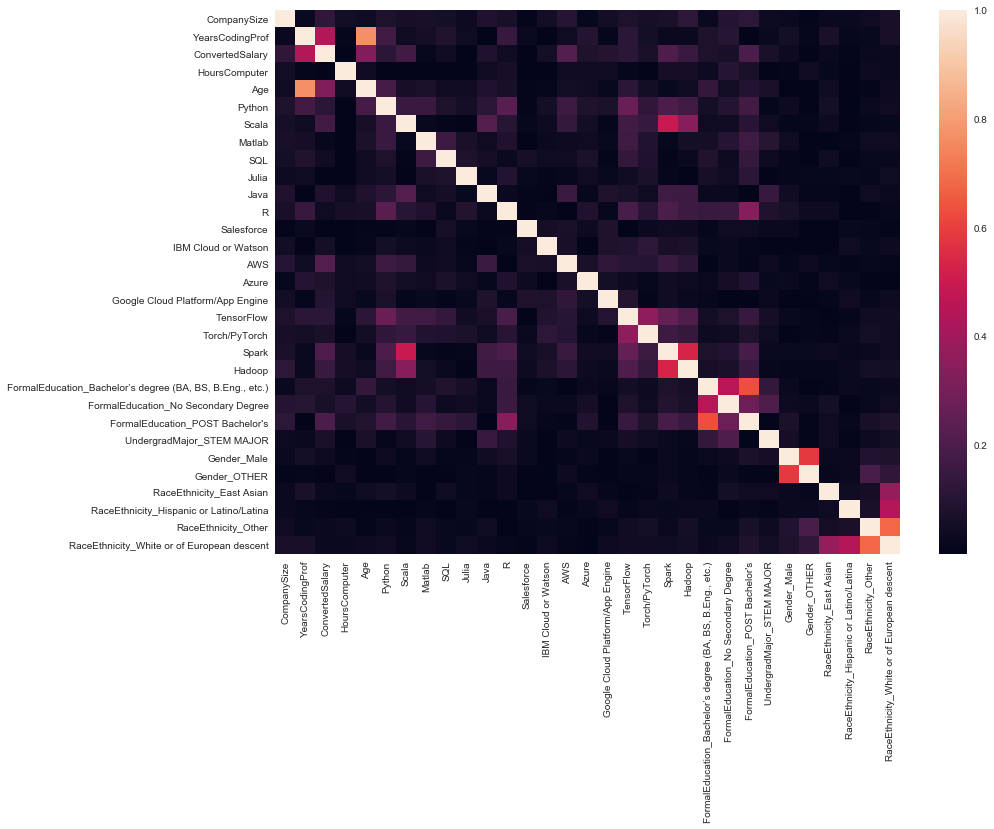 CompanySize
YearsCodingProf
ConvertedSalary
HoursComputer
Age
Python
Scala
Matlab
SQL
Julia
Java
R
Salesforce
IBM Cloud or Watson
AWS
Azure
Google Cloud Platform/App Engine
TensorFlow
Torch/PyTorch
Spark
Hadoop
FormalEducation_Bachelor’s degree (BA, BS, B.Eng., etc.)
FormalEducation_No Secondary Degree
FormalEducation_POST Bachelor's
UndergradMajor_STEM MAJOR
Gender_Male
Gender_OTHER
RaceEthnicity_East Asian
RaceEthnicity_Hispanic or Latino/Latina
RaceEthnicity_Other
RaceEthnicity_White or of European descent
CompanySize
YearsCodingProf
ConvertedSalary
HoursComputer
Age
Python
Scala
Matlab
SQL
Julia
Java
R
Salesforce
IBM Cloud or Watson
AWS
Azure
Google Cloud Platform/App Engine
TensorFlow
Torch/PyTorch
Spark
Hadoop
FormalEducation_Bachelor’s degree (BA, BS, B.Eng., etc.)
FormalEducation_No Secondary Degree
FormalEducation_POST Bachelor's
UndergradMajor_STEM MAJOR
Gender_Male
Gender_OTHER
RaceEthnicity_East Asian
RaceEthnicity_Hispanic or Latino/Latina
RaceEthnicity_Other
RaceEthnicity_White or of European descent
1.0
0.8
0.6
0.4
0.2